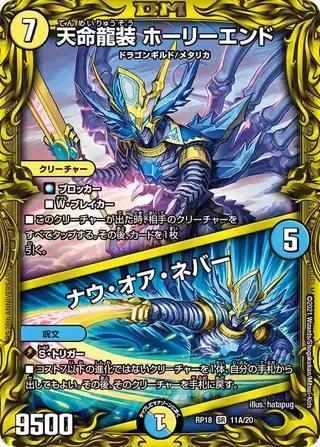 DM
7
てんめいりゅうそう
天命龍装 ホーリーエンド
ドラゴンギルド/メタリカ
クリーチャー
ブロッカー
W・ブレイカー
■このクリーチャーが出た時、相手のクリーチャーを
すべてタップする。その後、カードを1枚
引く。
5
ナウ・オア・ネバー
呪文
S・トリガー
■コスト7以下の進化ではないクリーチャーを1体、自分の手札から
出してもよい。その後、そのクリーチャーを手札に戻す。
illus. hatapug
9500
1
RP18 SR 11A/20